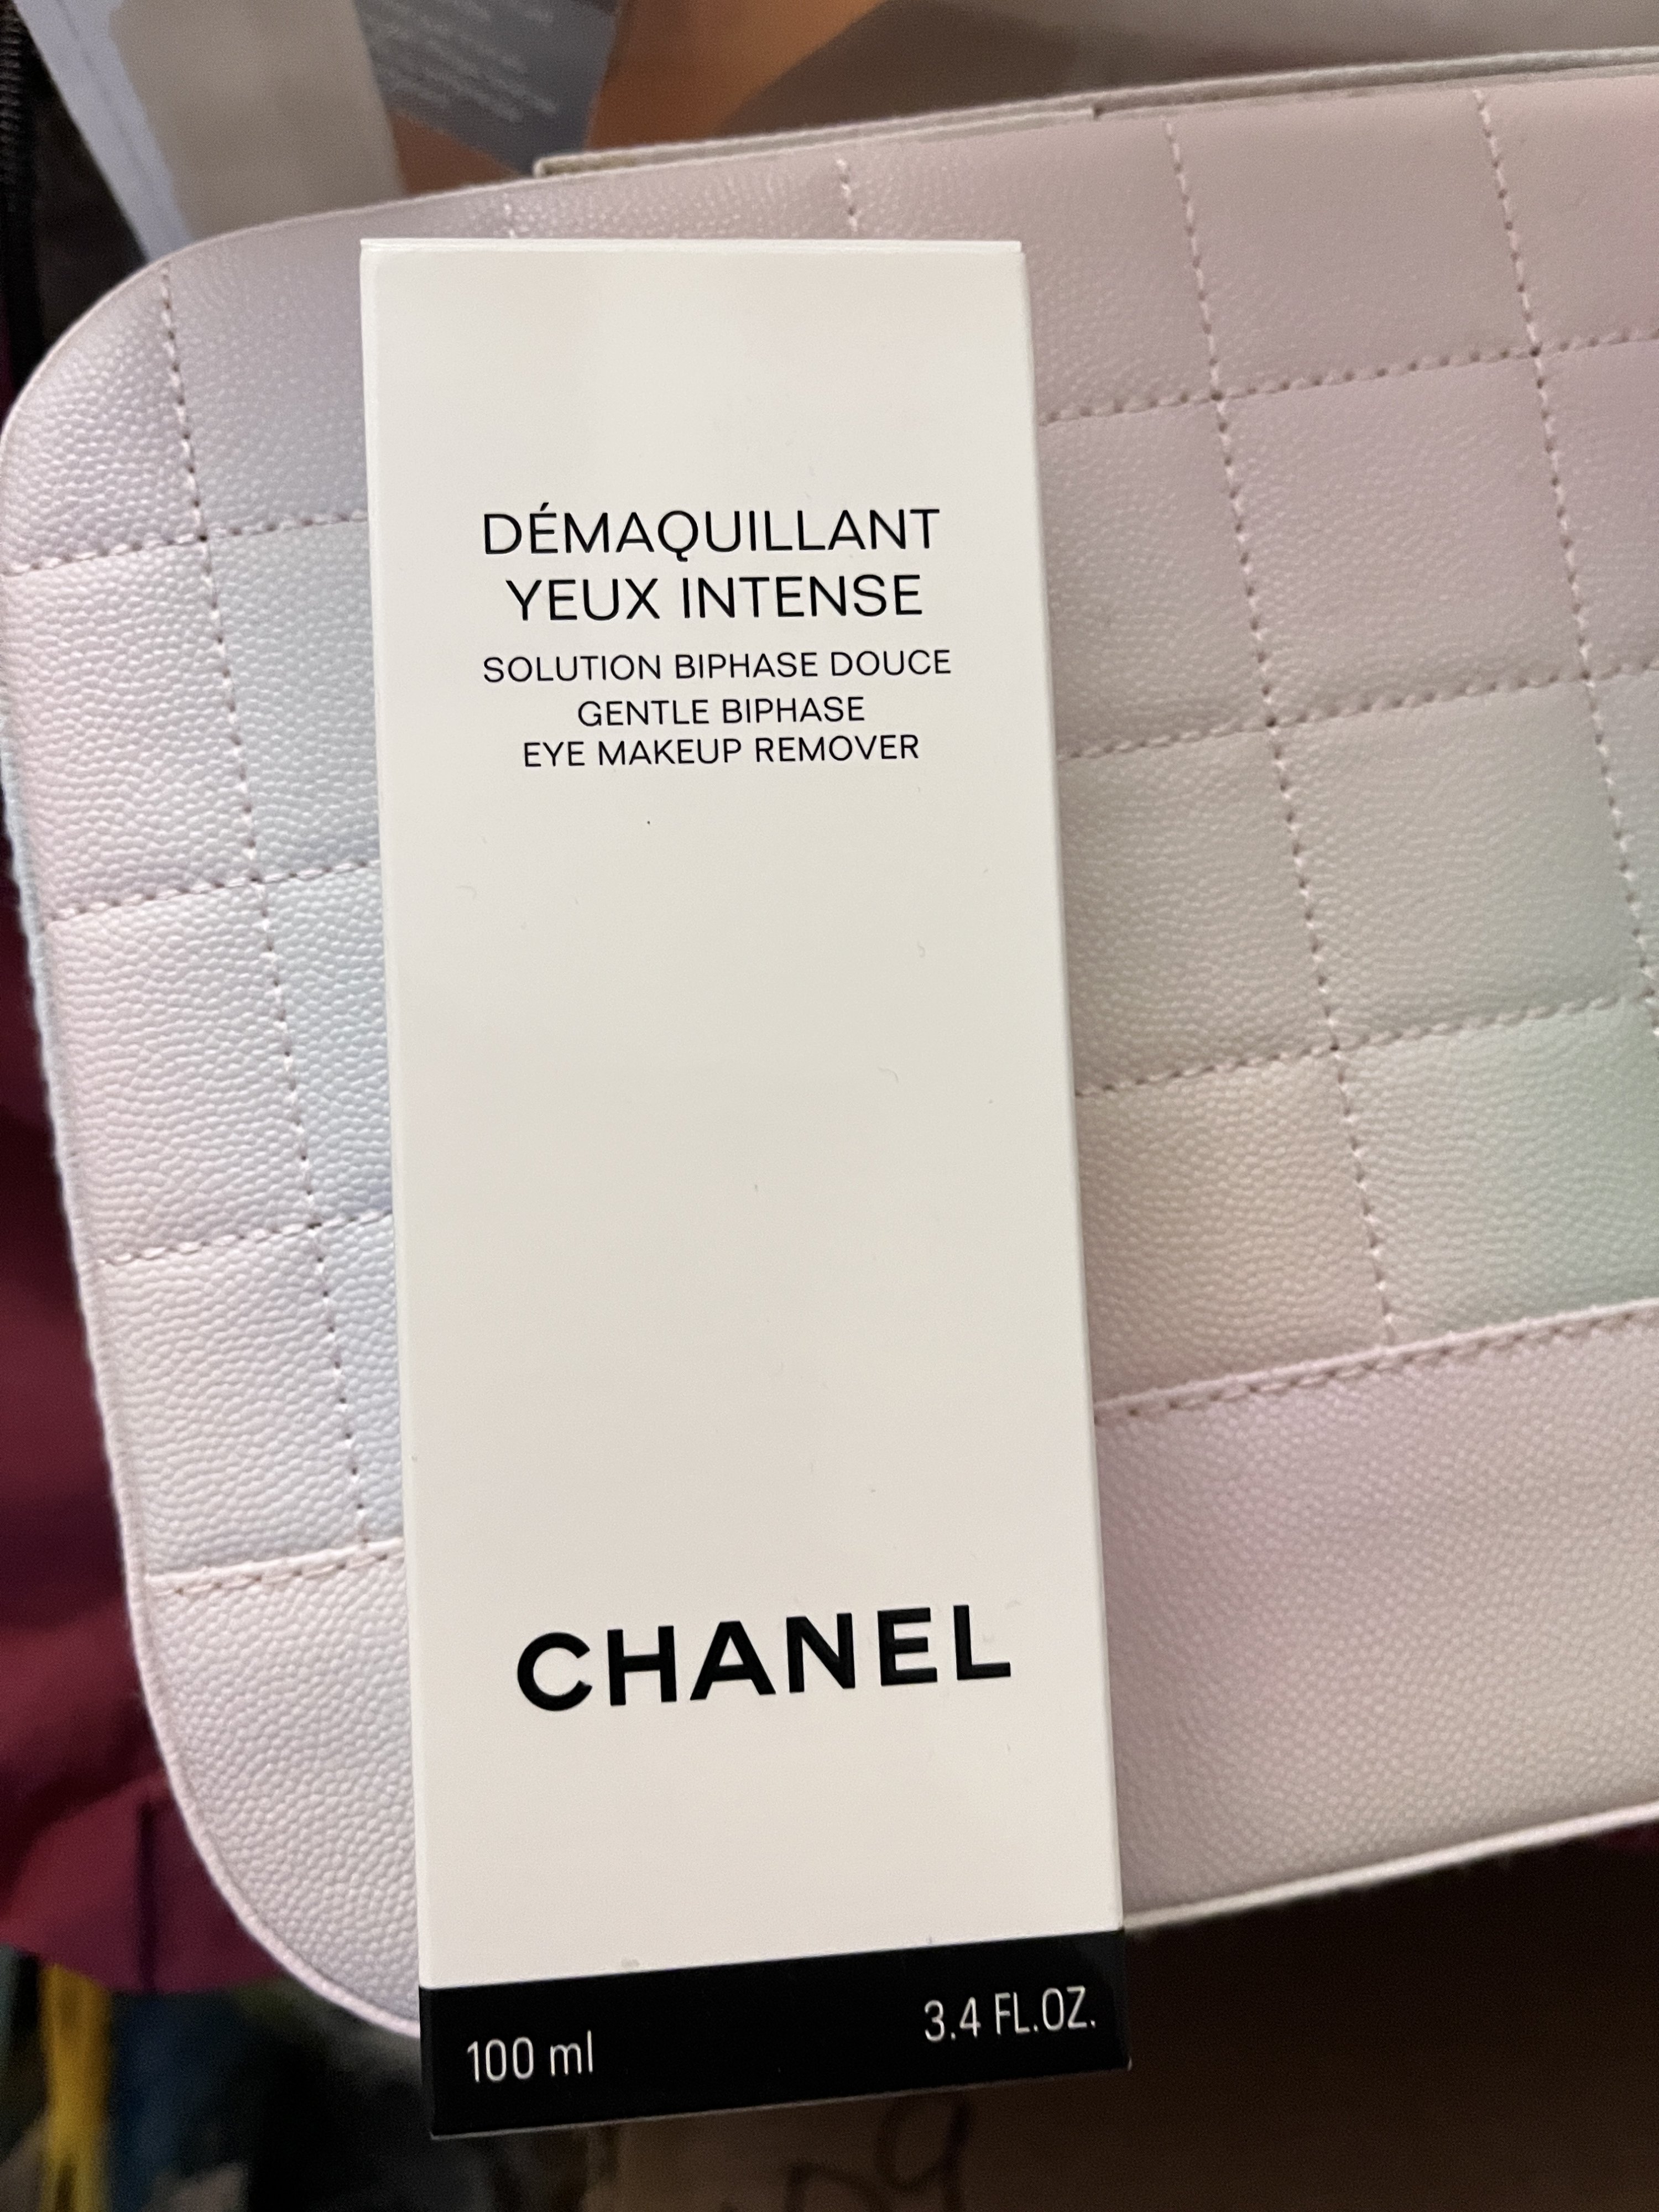 DÉMAQUILLANT
YEUX INTENSE
SOLUTION BIPHASE DOUCE
GENTLE BIPHASE
EYE MAKEUP REMOVER
CHANEL
100 ml
3.4 FL.OZ.